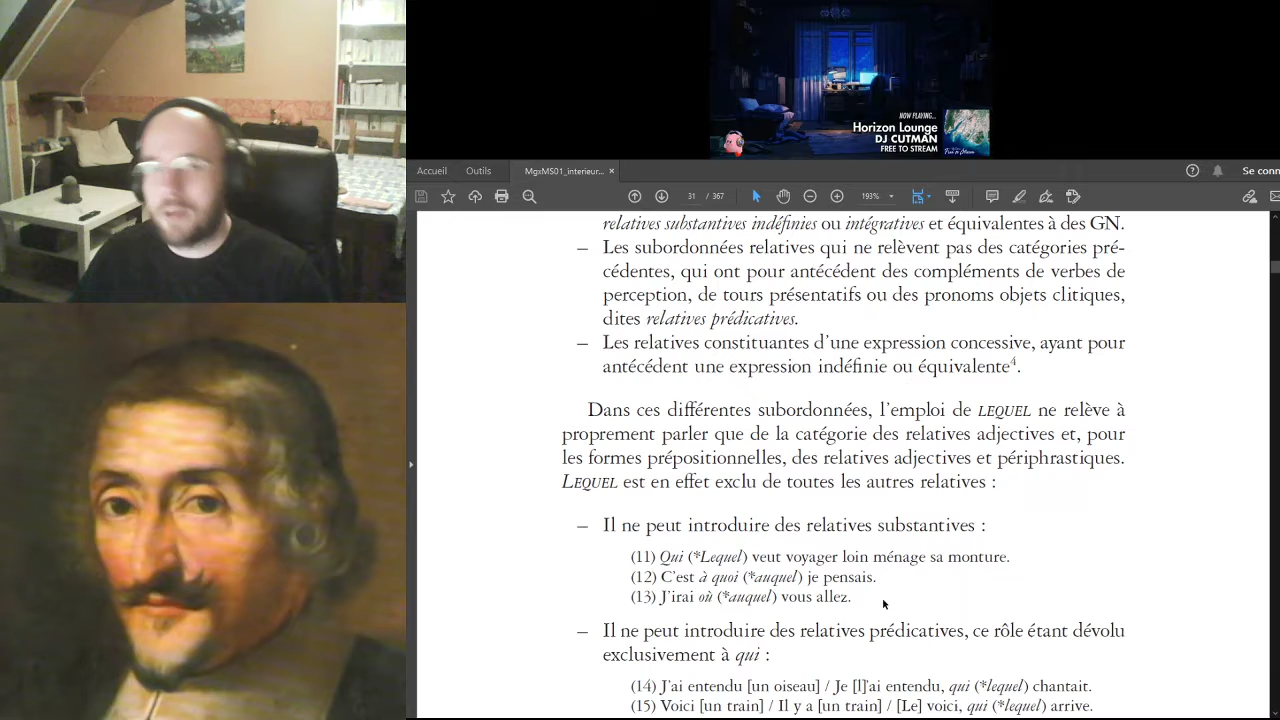 NOW PLAYING...
Horizon Lounge
DJ CUTMAN
FREE TO STREAM
Accueil Outils MgxMS01_interieur... × Se conn
31 / 367 193%
relatives substantives indéfinies ou intégratives et équivalentes à des GN.
– Les subordonnées relatives qui ne relèvent pas des catégories pré-
cédentes, qui ont pour antécédent des compléments de verbes de
perception, de tours présentatifs ou des pronoms objets clitiques,
dites relatives prédicatives.
– Les relatives constituantes d’une expression concessive, ayant pour
antécédent une expression indéfinie ou équivalente4.
Dans ces différentes subordonnées, l’emploi de LEQUEL ne relève à
proprement parler que de la catégorie des relatives adjectives et, pour
les formes prépositionnelles, des relatives adjectives et périphrastiques.
LEQUEL est en effet exclu de toutes les autres relatives :
– Il ne peut introduire des relatives substantives :
(11) Qui (*Lequel) veut voyager loin ménage sa monture.
(12) C’est à quoi (*auquel) je pensais.
(13) J’irai où (*auquel) vous allez.
– Il ne peut introduire des relatives prédicatives, ce rôle étant dévolu
exclusivement à qui :
(14) J’ai entendu [un oiseau] / Je [l]’ai entendu, qui (*lequel) chantait.
(15) Voici [un train] / Il y a [un train] / [Le] voici, qui (*lequel) arrive.